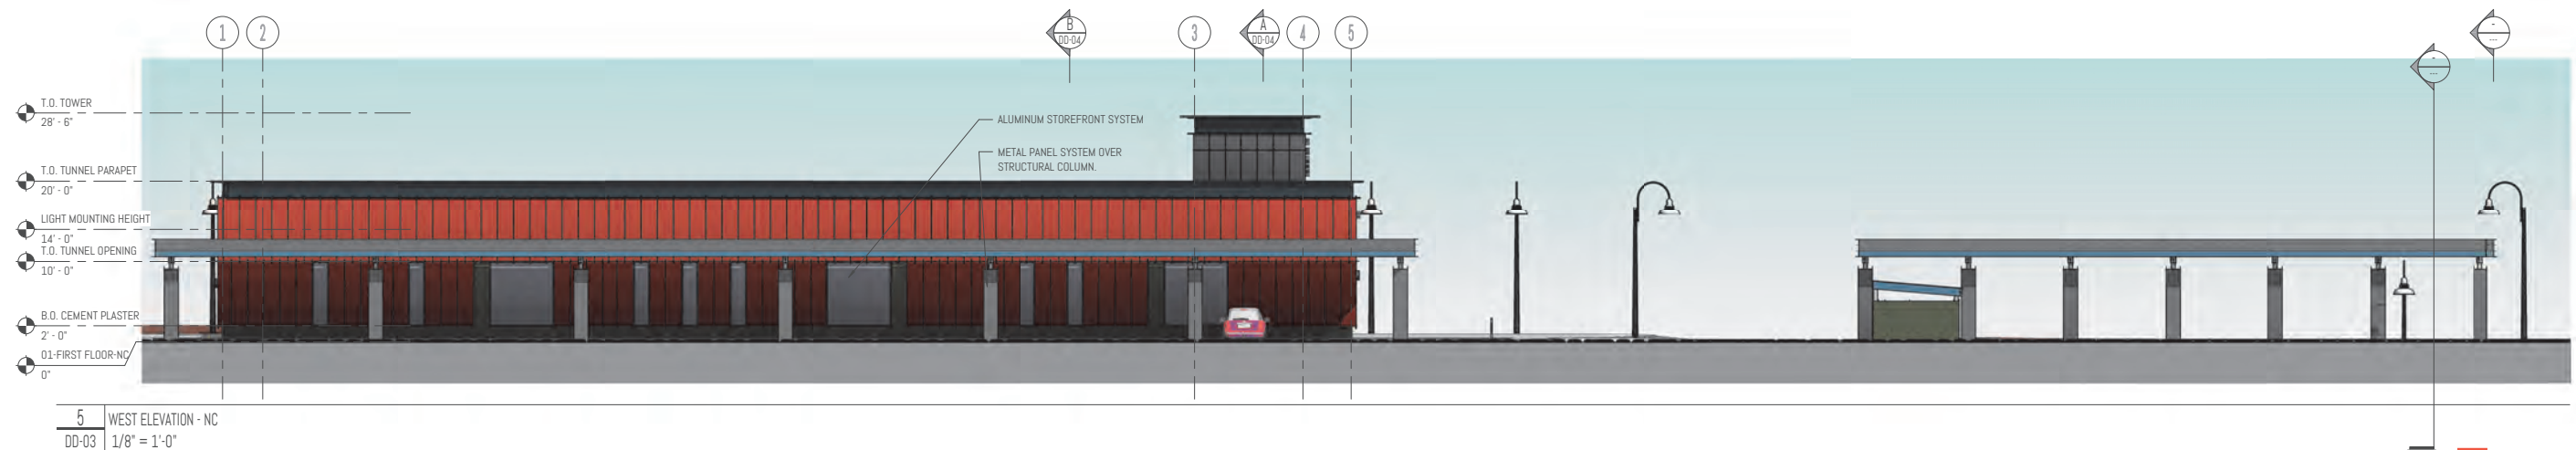 1
2
B
DD-04
3
A
DD-04
4
5
-
---
-
---
T.O. TOWER
28' - 6"
ALUMINUM STOREFRONT SYSTEM
METAL PANEL SYSTEM OVER
STRUCTURAL COLUMN.
T.O. TUNNEL PARAPET
20' - 0"
LIGHT MOUNTING HEIGHT
14' - 0"
T.O. TUNNEL OPENING
10' - 0"
B.O. CEMENT PLASTER
2' - 0"
01-FIRST FLOOR-NC
0"
5
WEST ELEVATION - NC
DD-03
1/8" = 1'-0"